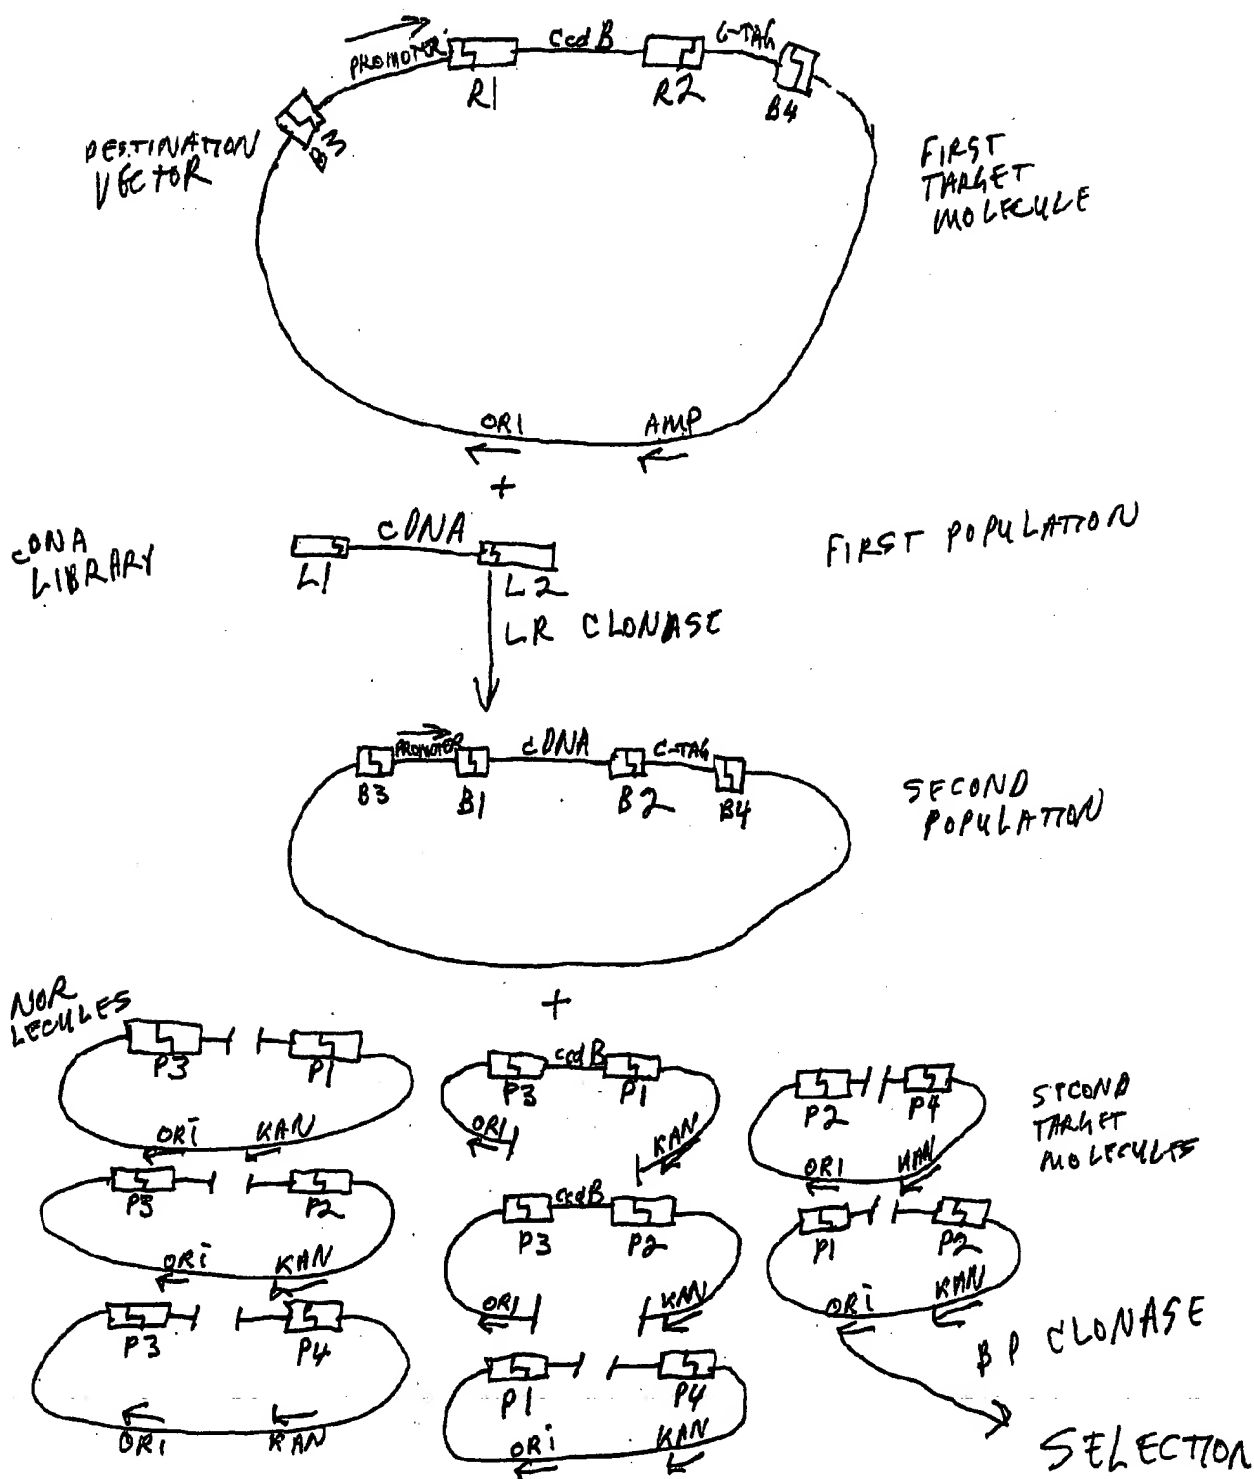 PROMOTER
CcdB
C-TAG
R1
R2
B4
B3
DESTINATION
VECTOR
FIRST
TARGET
MOLECULE
ORI
AMP
+
cDNA
LIBRARY
cDNA
L1
L2
FIRST POPULATION
LR CLONASE
PROMOTER
cDNA
C-TAG
B3
B1
B2
B4
SECOND
POPULATION
+
NOR
LECULES
P3
P1
ORI
KAN
P3
P2
ORI
KAN
P3
P4
ORI
KAN
ccdB
P3
P1
ORI
KAN
ccdB
P3
P2
ORI
KAN
P1
P4
ORI
KAN
P2
P4
ORI
KAN
P1
P2
ORI
KAN
SECOND
TARGET
MOLECULES
BP CLONASE
SELECTION